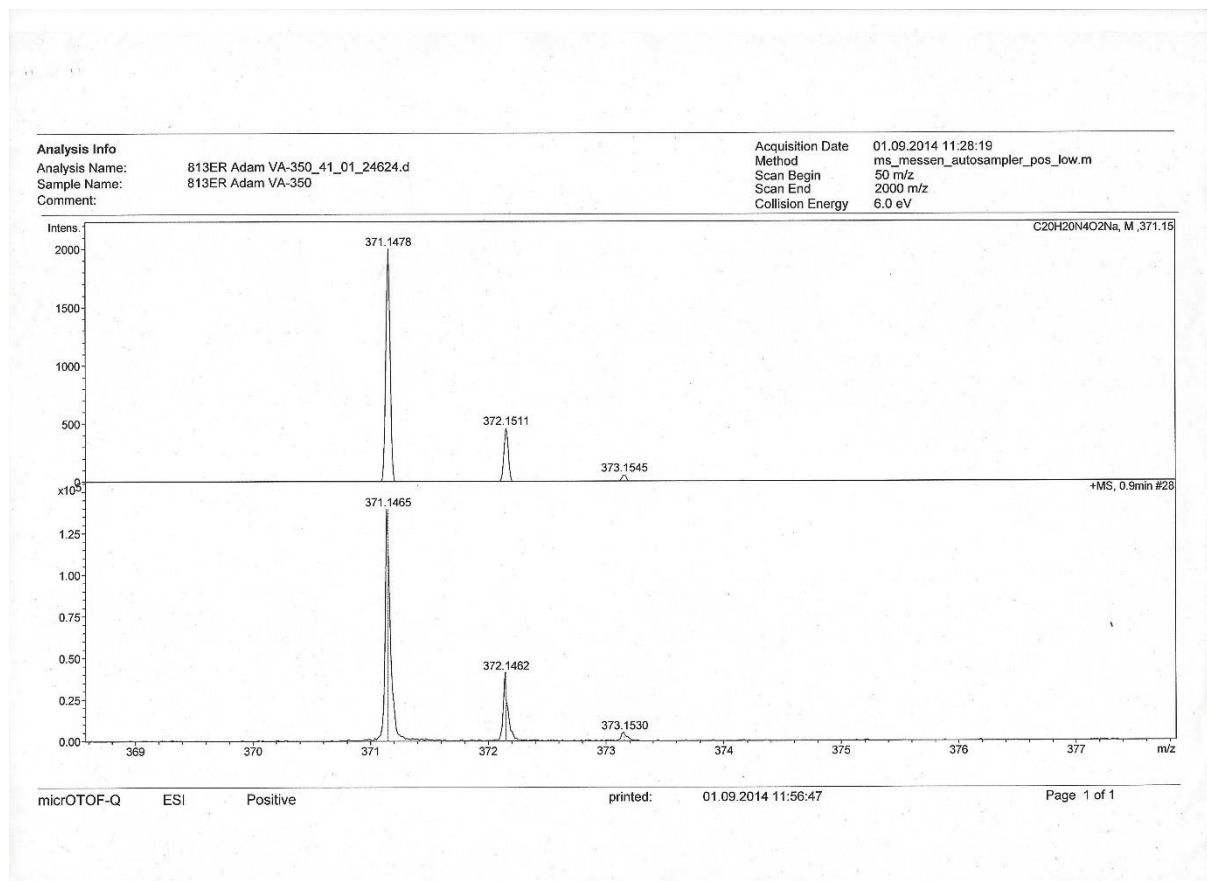 Analysis Info
Acquisition Date 01.09.2014 11:28:19
Analysis Name: 813ER Adam VA-350_41_01_24624.d
Method ms_messen_autosampler_pos_low.m
Sample Name: 813ER Adam VA-350
Scan Begin 50 m/z
Comment:
Scan End 2000 m/z
Collision Energy 6.0 eV
Intens.
C20H20N4O2Na, M ,371.15
371.1478
2000
1500
1000
500
372.1511
373.1545
0
x10^5
+MS, 0.9min #28
371.1465
1.25
1.00
0.75
0.50
372.1462
0.25
373.1530
0.00
369 370 371 372 373 374 375 376 377 m/z
micrOTOF-Q ESI Positive printed: 01.09.2014 11:56:47 Page 1 of 1